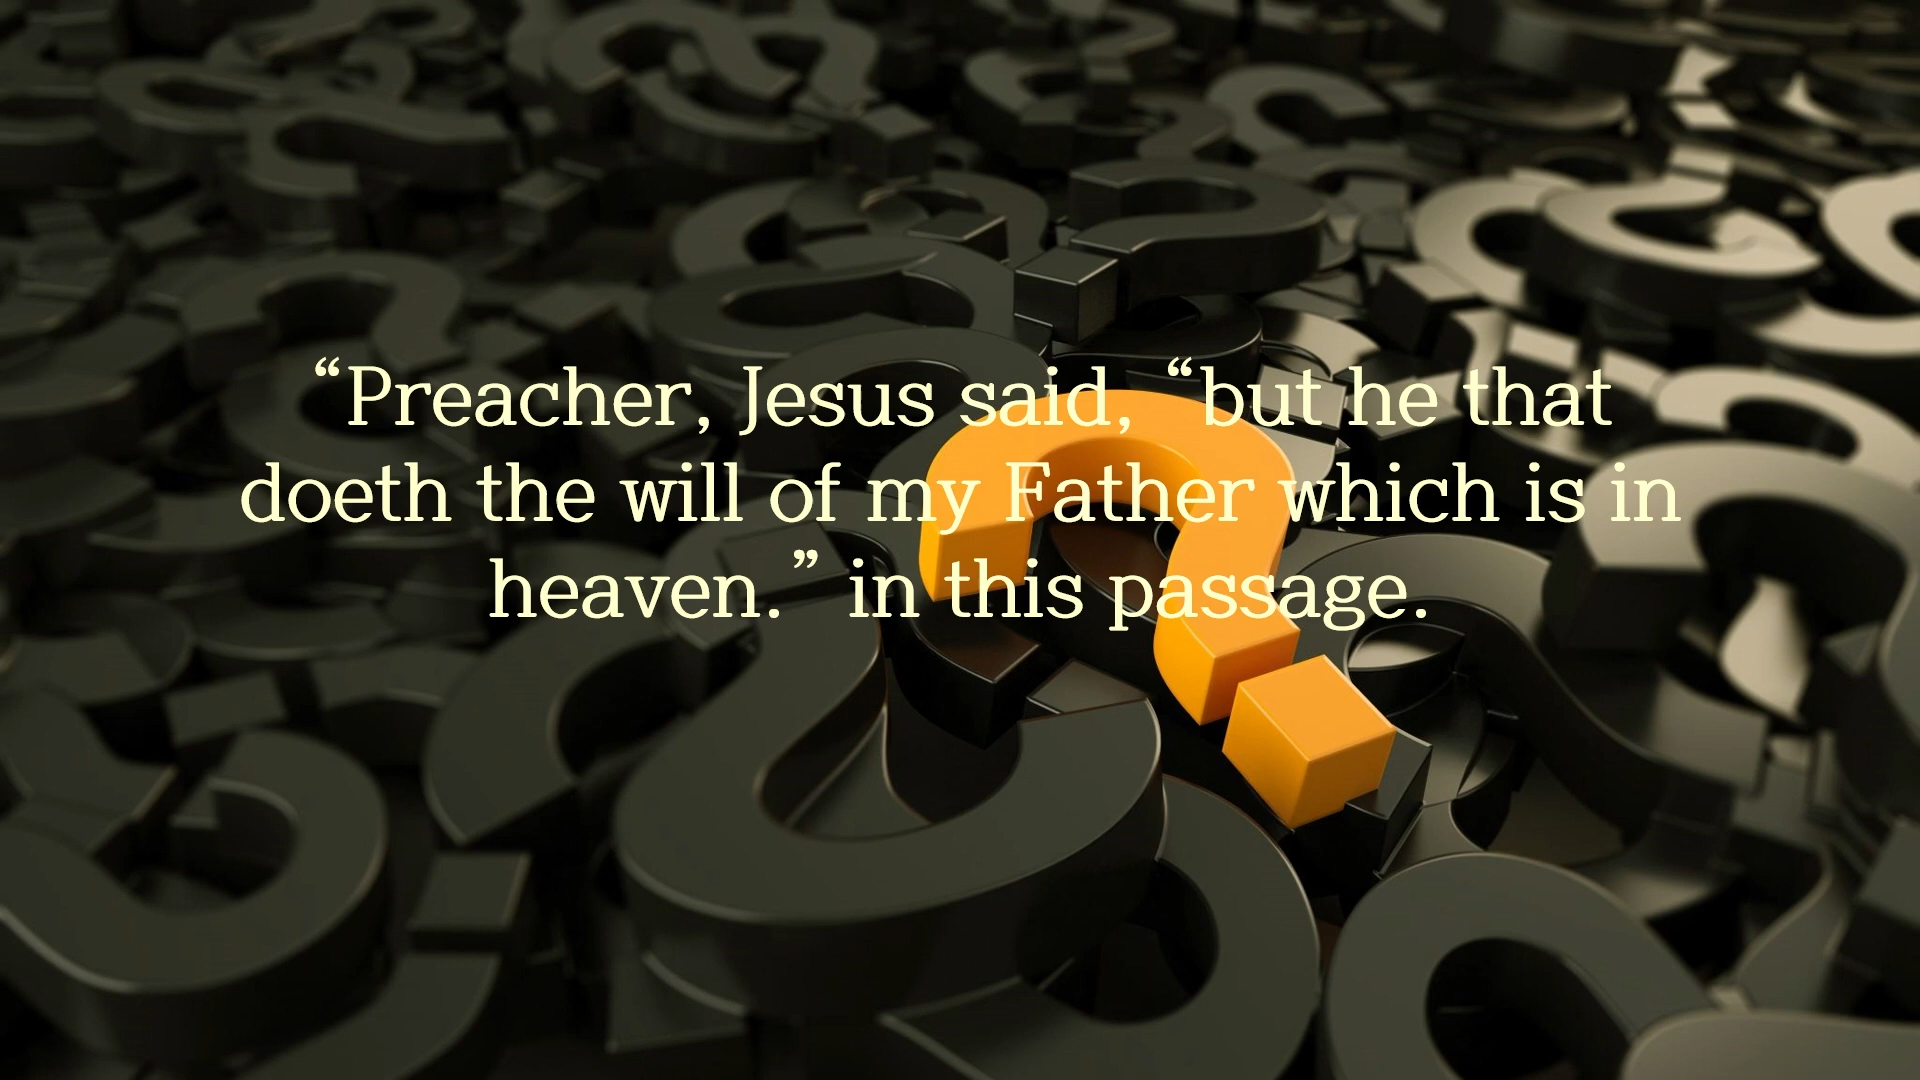 “Preacher, Jesus said, “but he that
doeth the will of my Father which is in
heaven.” in this passage.